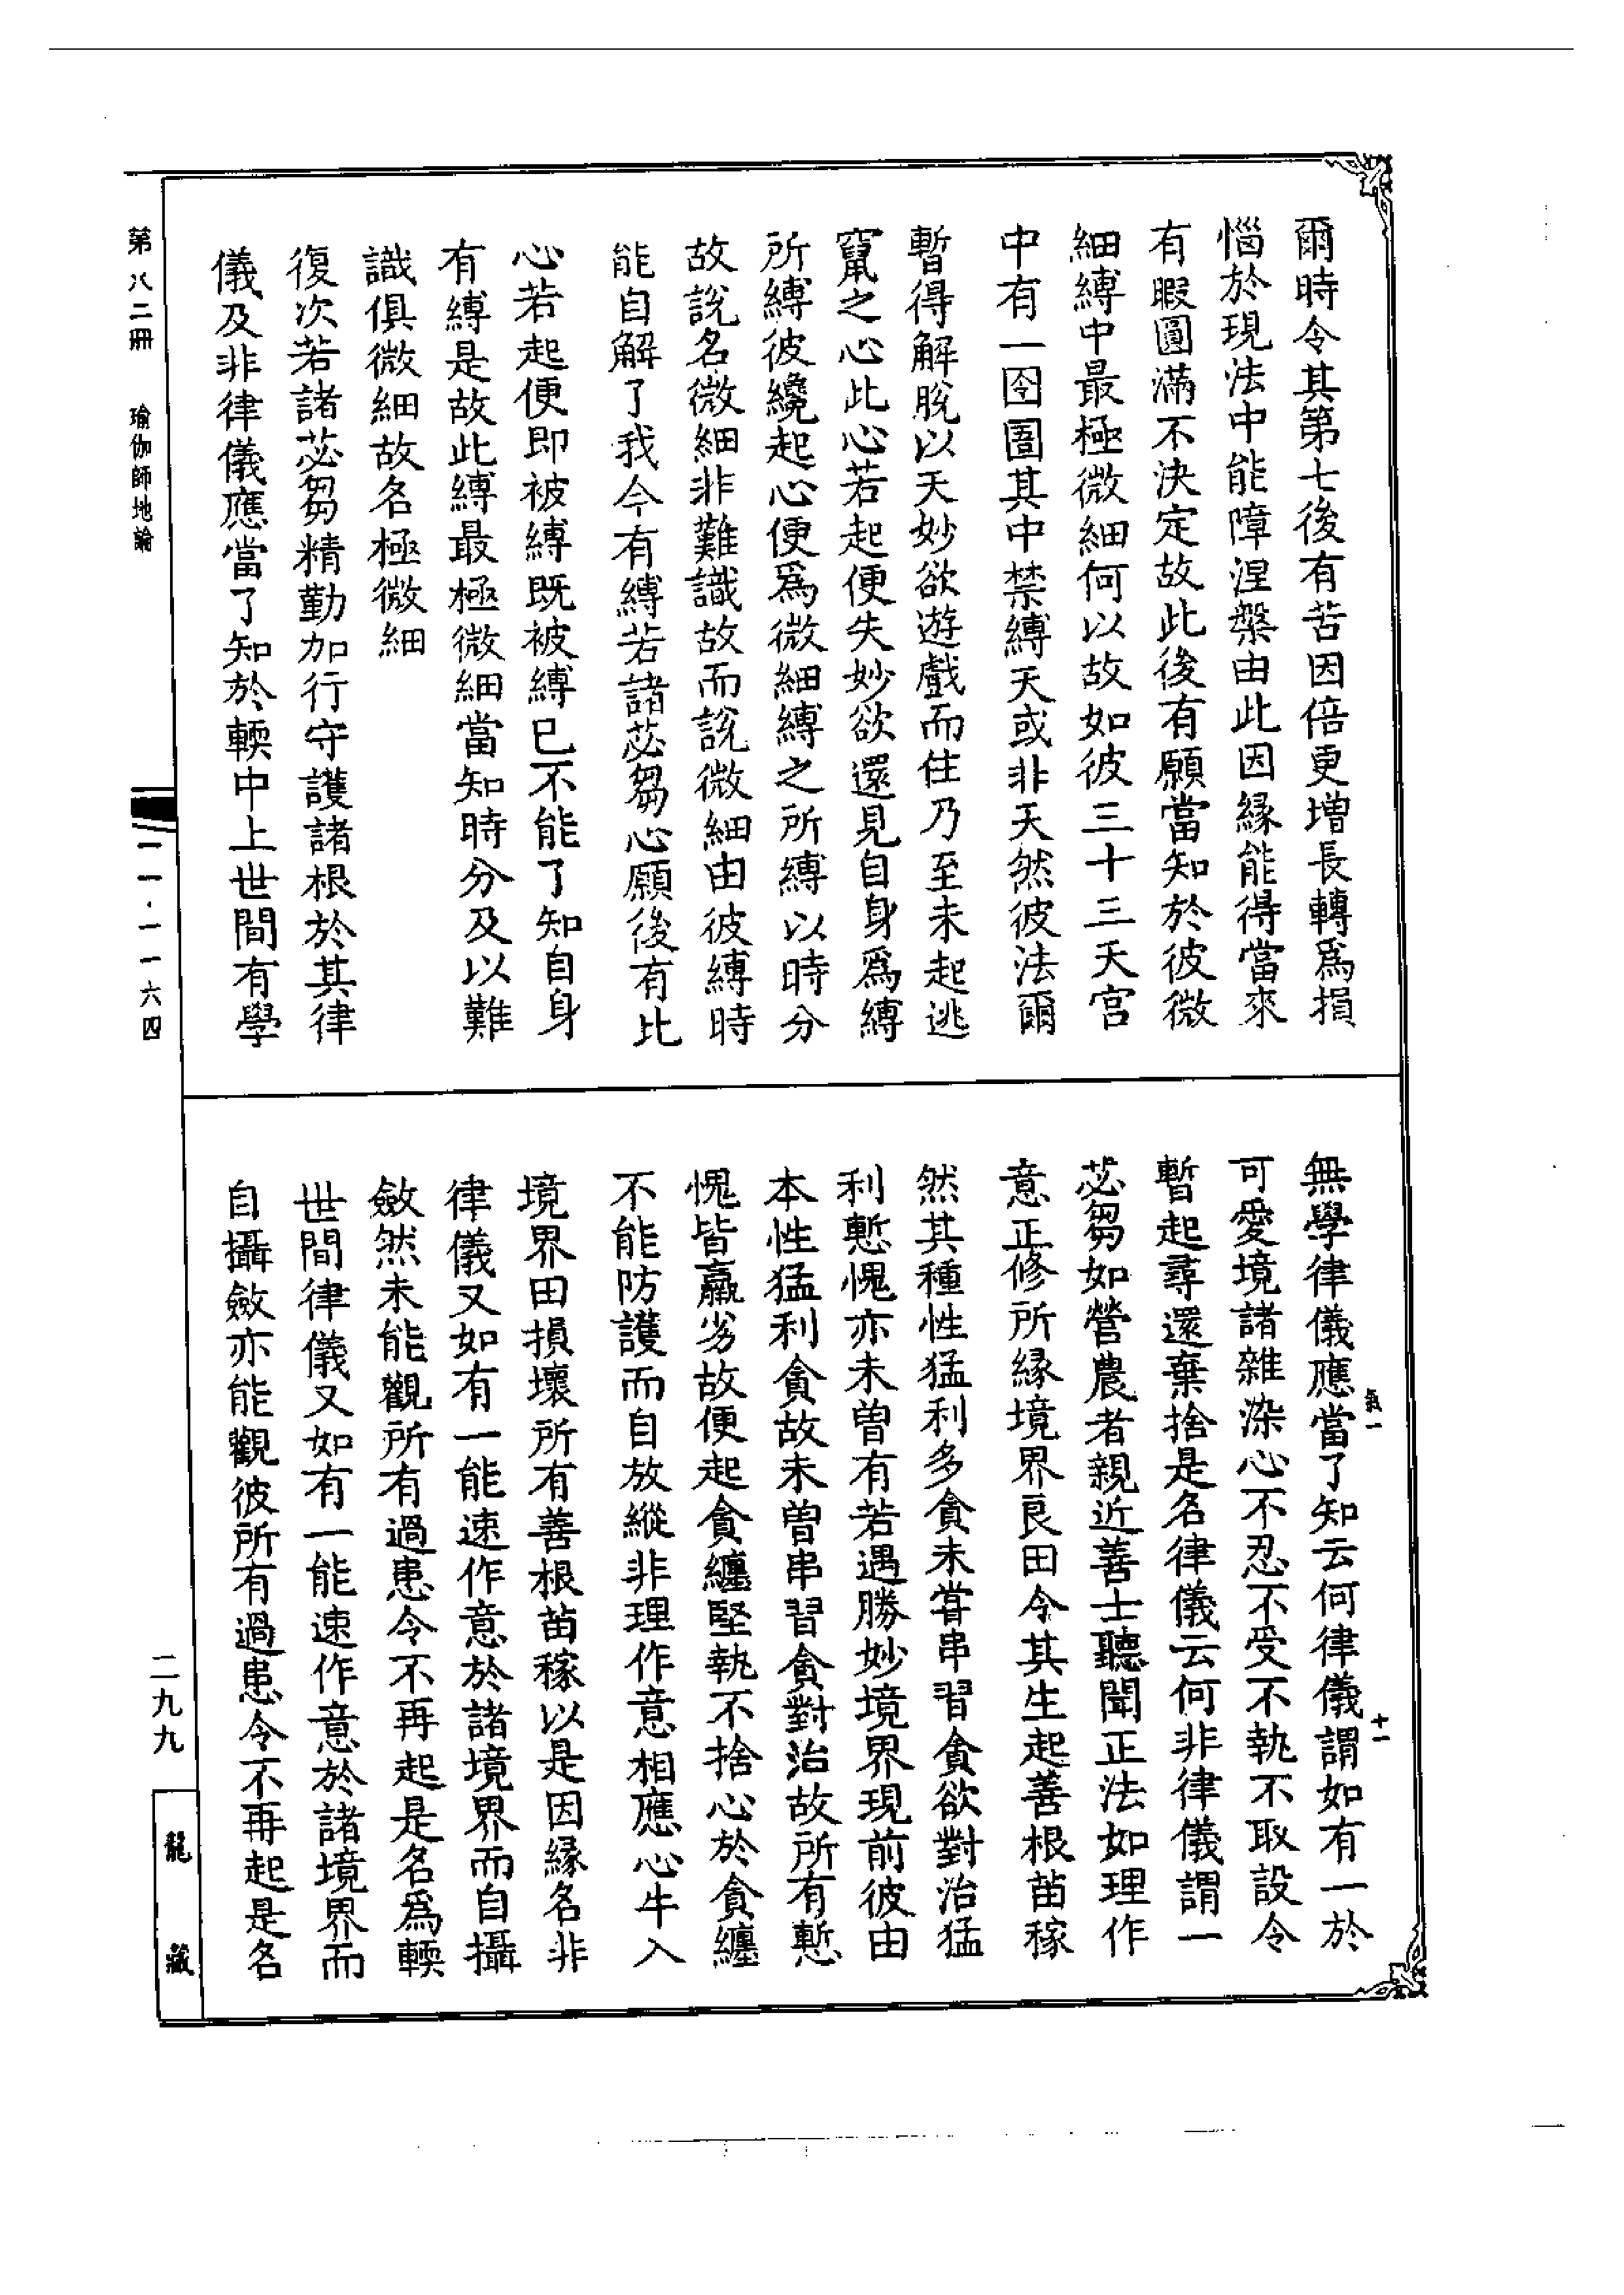 爾時令其第七後有苦因倍更增長轉爲損
惱於現法中能障涅槃由此因緣能得當來
有暇圓滿不決定故此後有願當知於彼微
細縛中最極微細何以故如彼三十三天宮
中有一囹圄其中禁縛天或非天然彼法爾
暫得解脫以天妙欲遊戲而住乃至未起逃
竄之心此心若起便失妙欲還見自身爲縛
所縛彼纔起心便爲微細縛之所縛以時分
故說名微細非難識故而說微細由彼縛時
能自解了我今有縛若諸苾芻心願後有此
心若起便即被縛既被縛已不能了知自身
有縛是故此縛最極微細當知時分及以難
識俱微細故名極微細
復次若諸苾芻精勤加行守護諸根於其律
儀及非律儀應當了知於輭中上世間有學
無學律儀應當了知云何律儀謂如有一於
可愛境諸雜染心不忍不受不執不取設令
暫起尋還棄捨是名律儀云何非律儀謂一
苾芻如營農者親近善士聽聞正法如理作
意正修所緣境界良田令其生起善根苗稼
然其種性猛利多貪未甞串習貪欲對治猛
利慙愧亦未曾有若遇勝妙境界現前彼由
本性猛利貪故未曾串習貪對治故所有慙
愧皆羸劣故便起貪纏堅執不捨心於貪纏
不能防護而自放縱非理作意相應心牛入
境界田損壞所有善根苗稼以是因緣名非
律儀又如有一能速作意於諸境界而自攝
斂然未能觀所有過患令不再起是名爲輭
世間律儀又如有一能速作意於諸境界而
自攝斂亦能觀彼所有過患令不再起是名
氣一
十一
第八二冊 瑜伽師地論
一一·一一六四
二九九
龍藏